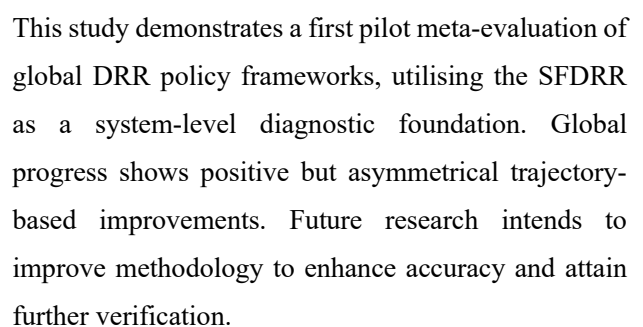 This study demonstrates a first pilot meta-evaluation of
global DRR policy frameworks, utilising the SFDRR
as a system-level diagnostic foundation. Global
progress shows positive but asymmetrical trajectory-
based improvements. Future research intends to
improve methodology to enhance accuracy and attain
further verification.